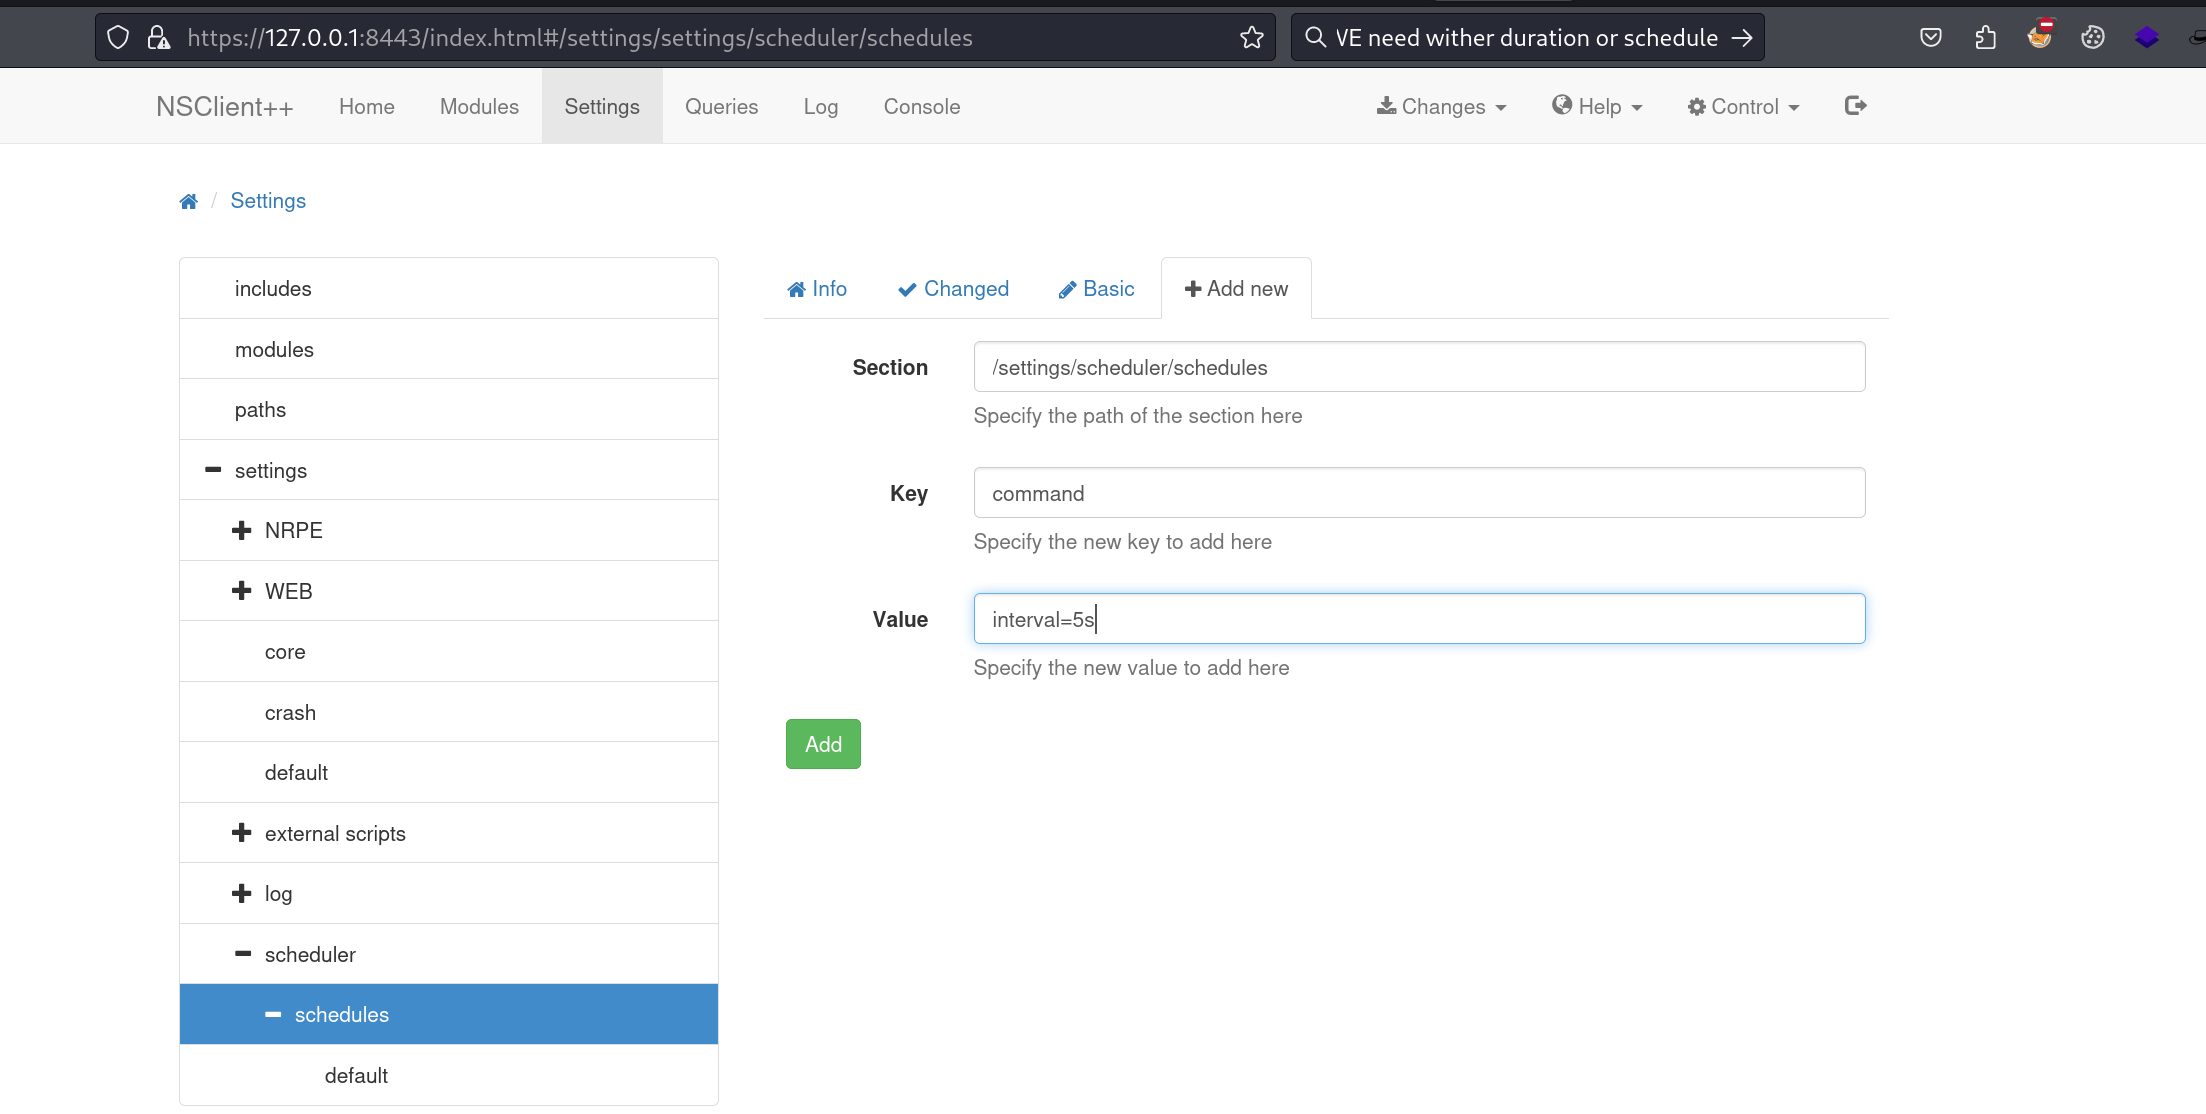 https://127.0.0.1:8443/index.html#/settings/settings/scheduler/schedules
VE need wither duration or schedule
NSClient++ Home Modules Settings Queries Log Console Changes Help Control
/ Settings
includes
modules
paths
settings
NRPE
WEB
core
crash
default
external scripts
log
scheduler
schedules
default
Info Changed Basic Add new
Section /settings/scheduler/schedules
Specify the path of the section here
Key command
Specify the new key to add here
Value interval=5s
Specify the new value to add here
Add